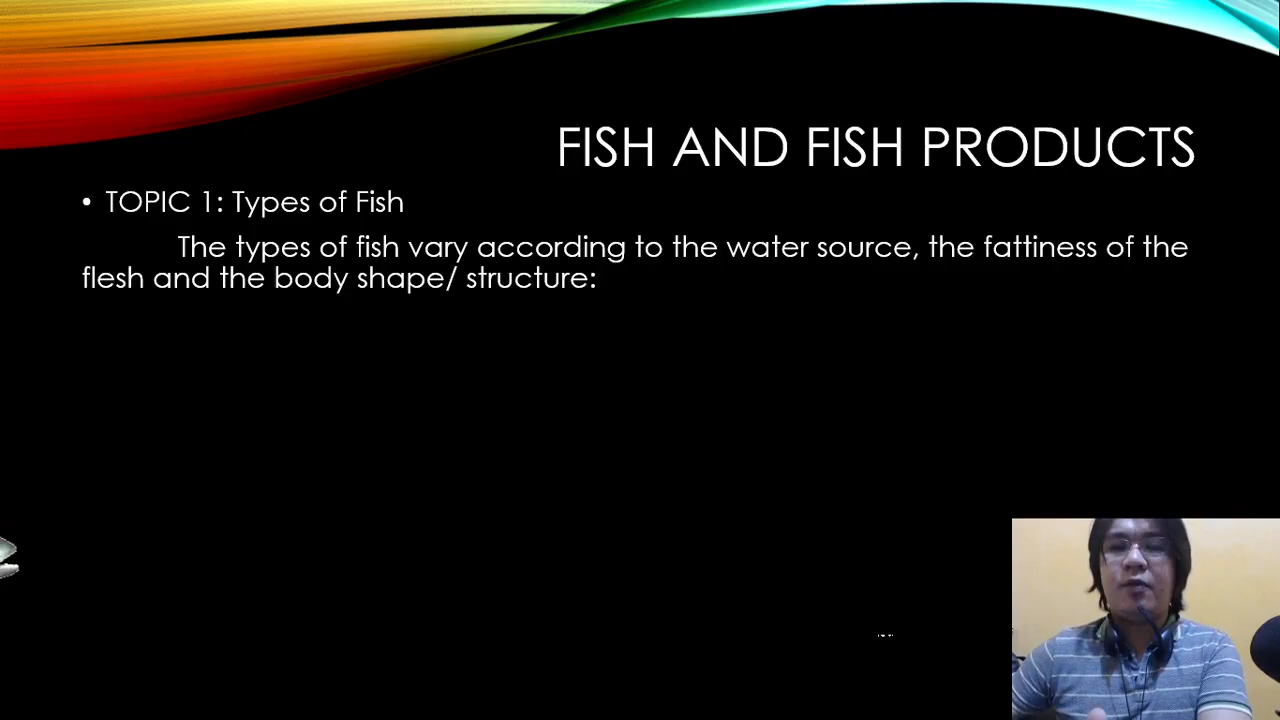 FISH AND FISH PRODUCTS
• TOPIC 1: Types of Fish
The types of fish vary according to the water source, the fattiness of the
flesh and the body shape/ structure: